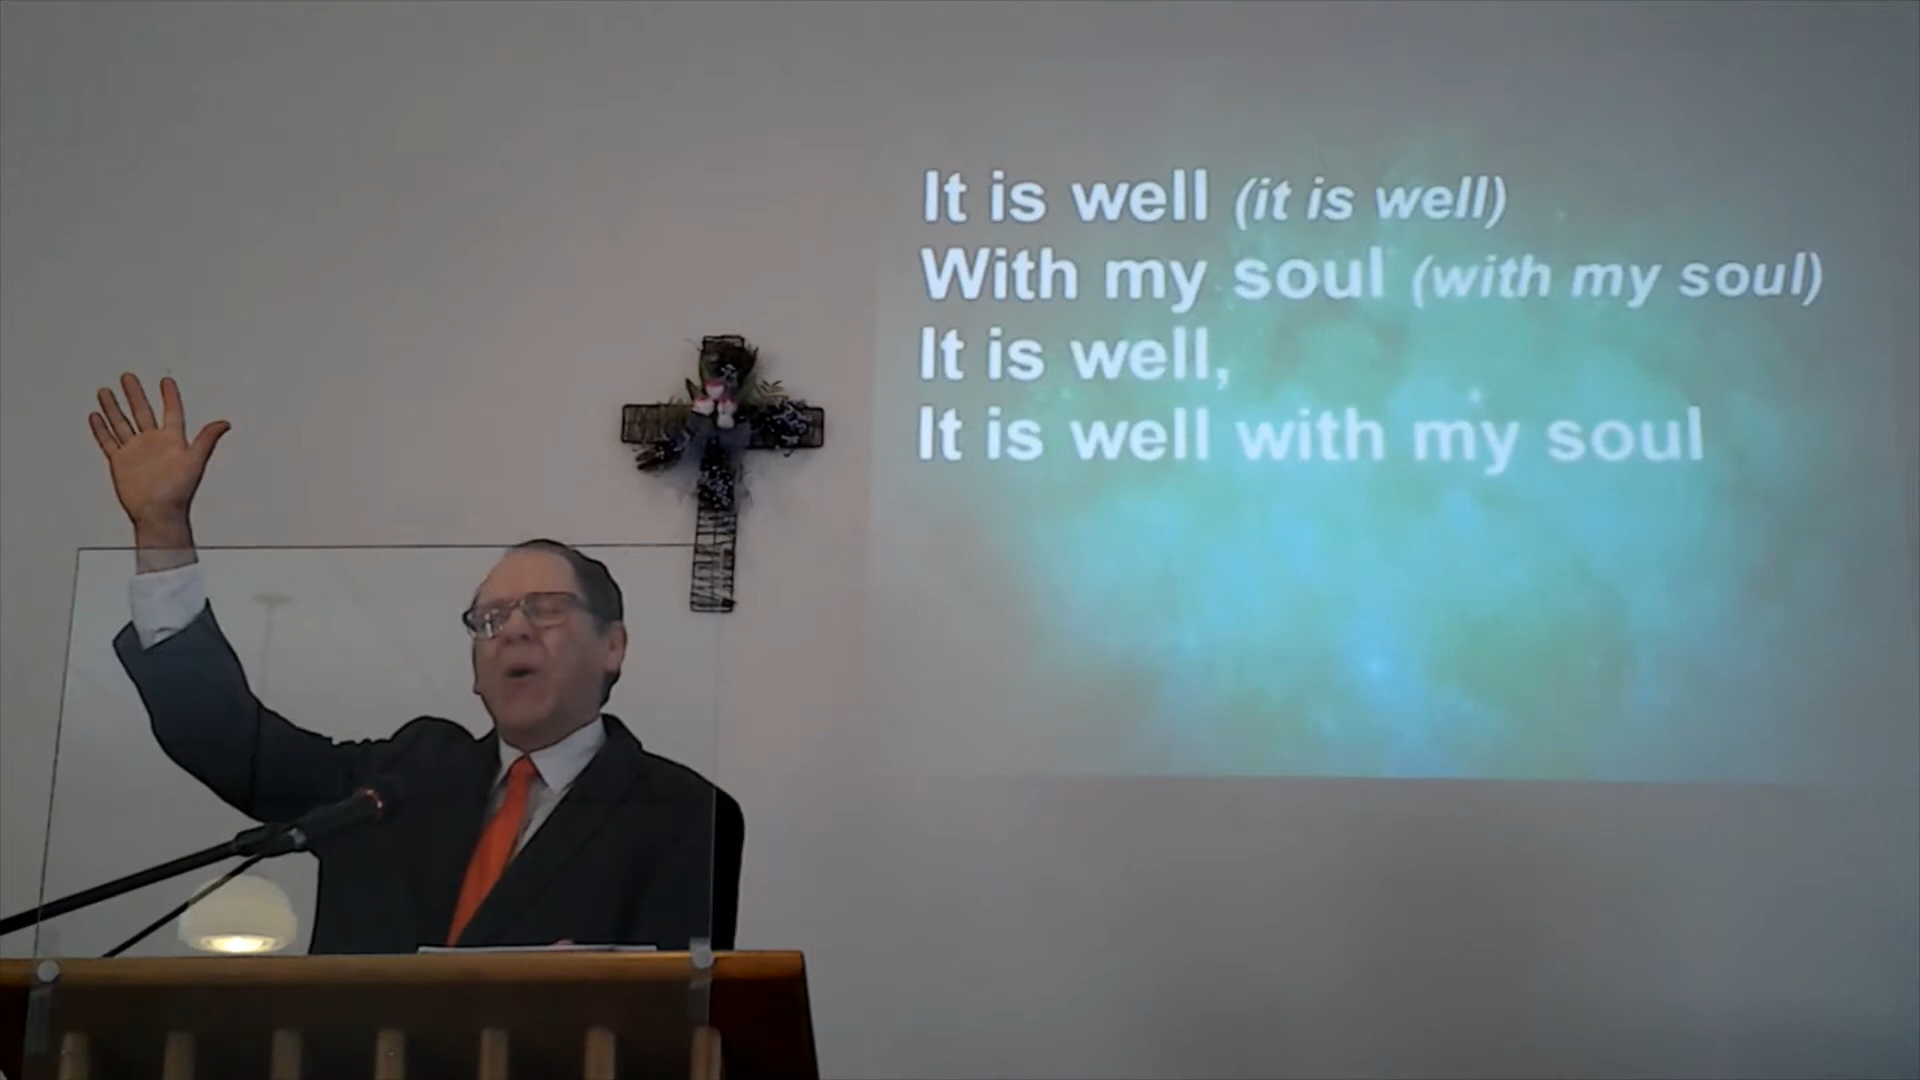 It is well (it is well)
With my soul (with my soul)
It is well,
It is well with my soul